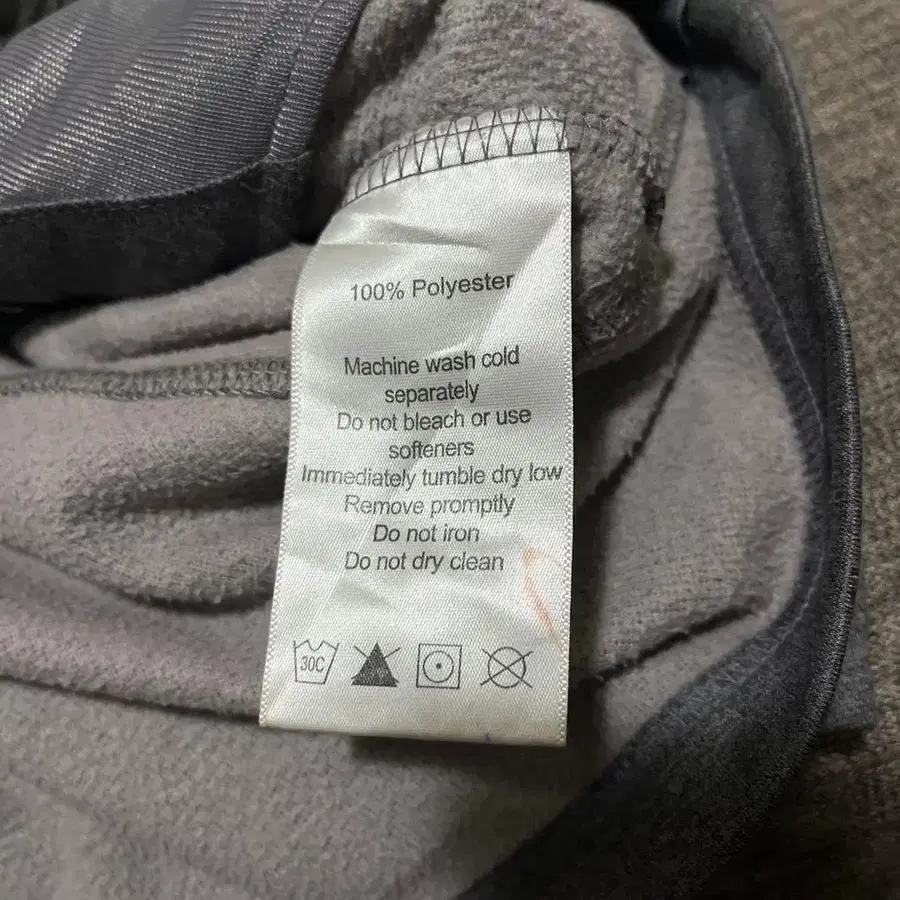 100% Polyester
Machine wash cold
separately
Do not bleach or use
softeners
Immediately tumble dry low
Remove promptly
Do not iron
Do not dry clean
30C